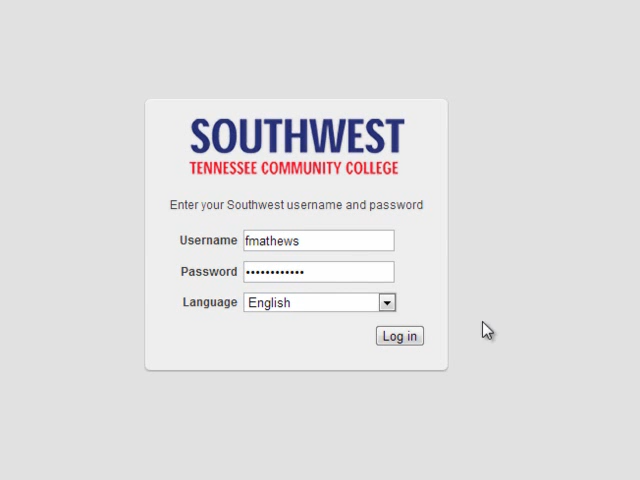 SOUTHWEST
TENNESSEE COMMUNITY COLLEGE
Enter your Southwest username and password
Username fmathews
Password ••••••••••••
Language English
Log in